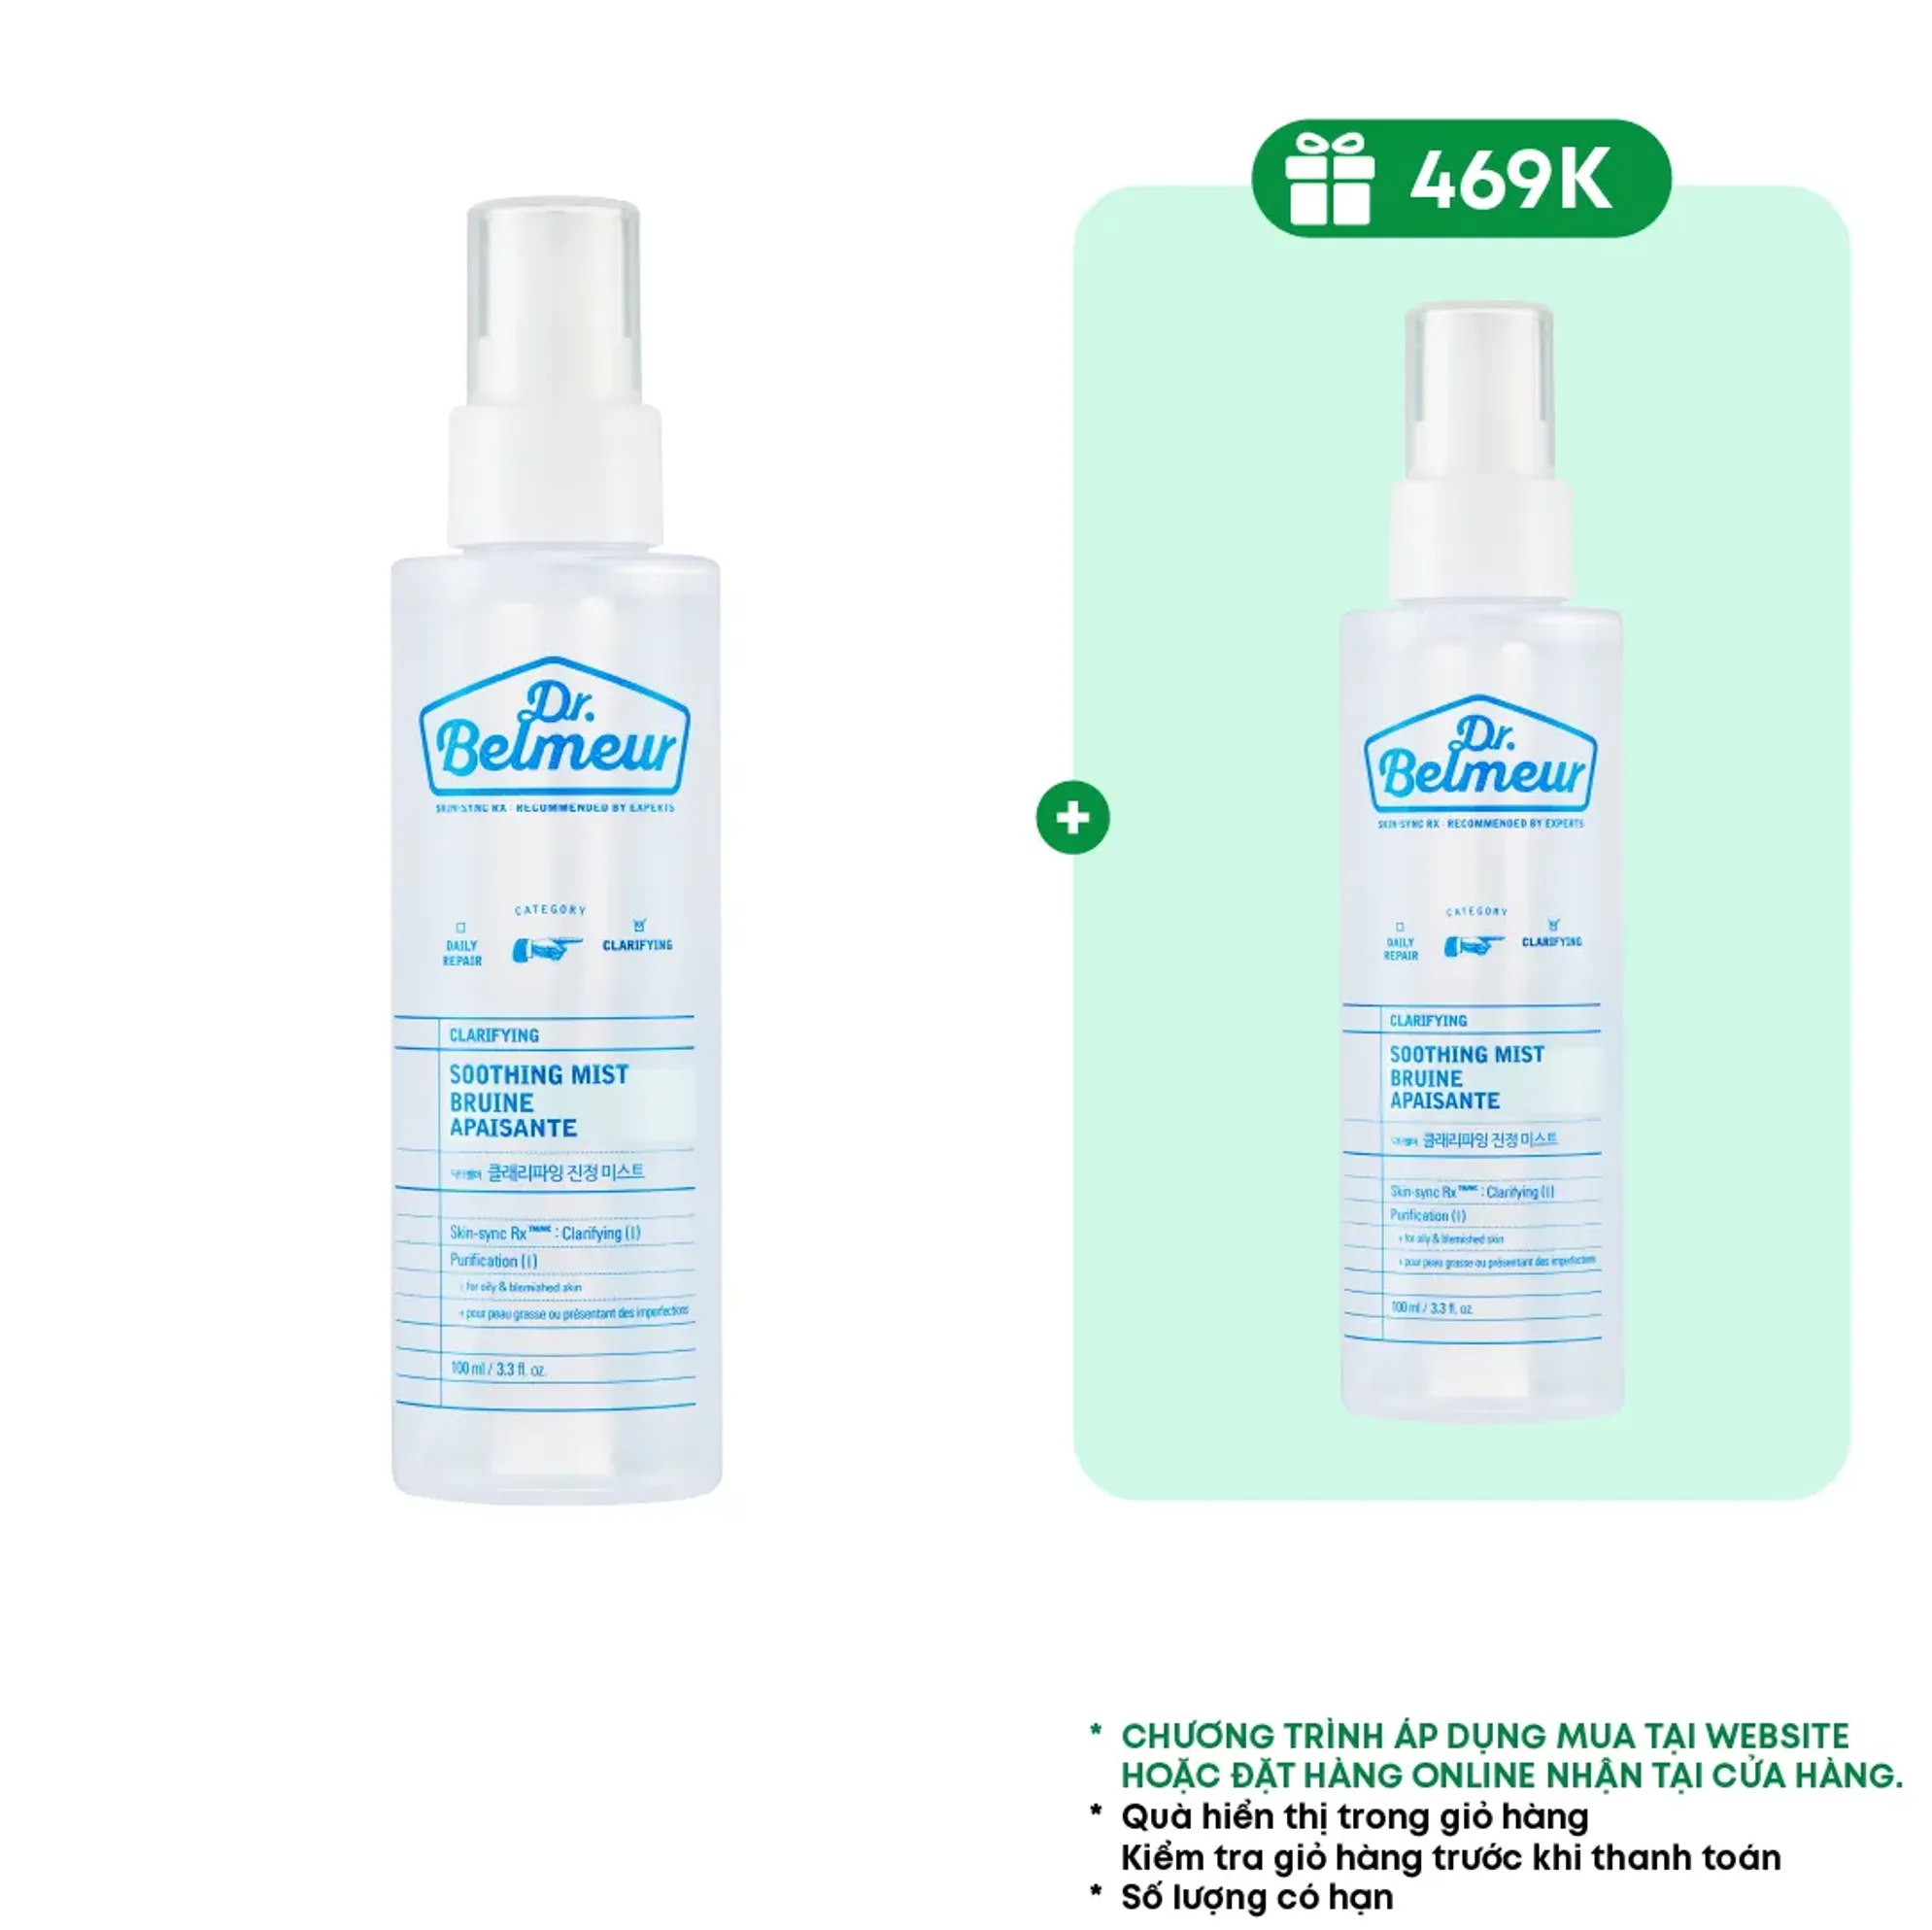 Dr.
Belmeur
SKIN-SYNC RX : RECOMMENDED BY EXPERTS
CATEGORY
DAILY
REPAIR
CLARIFYING
CLARIFYING
SOOTHING MIST
BRUINE
APAISANTE
클래리파잉 진정 미스트
Skin-sync Rx : Clarifying (I)
Purification (I)
+ for oily & blemished skin
+ pour peau grasse ou présentant des imperfections
100 ml / 3.3 fl. oz.
469K
Dr.
Belmeur
SKIN-SYNC RX : RECOMMENDED BY EXPERTS
CATEGORY
DAILY
REPAIR
CLARIFYING
CLARIFYING
SOOTHING MIST
BRUINE
APAISANTE
클래리파잉 진정 미스트
Skin-sync Rx : Clarifying (I)
Purification (I)
+ for oily & blemished skin
+ pour peau grasse ou présentant des imperfections
100 ml / 3.3 fl. oz.
* CHƯƠNG TRÌNH ÁP DỤNG MUA TẠI WEBSITE
HOẶC ĐẶT HÀNG ONLINE NHẬN TẠI CỬA HÀNG.
* Quà hiển thị trong giỏ hàng
Kiểm tra giỏ hàng trước khi thanh toán
* Số lượng có hạn